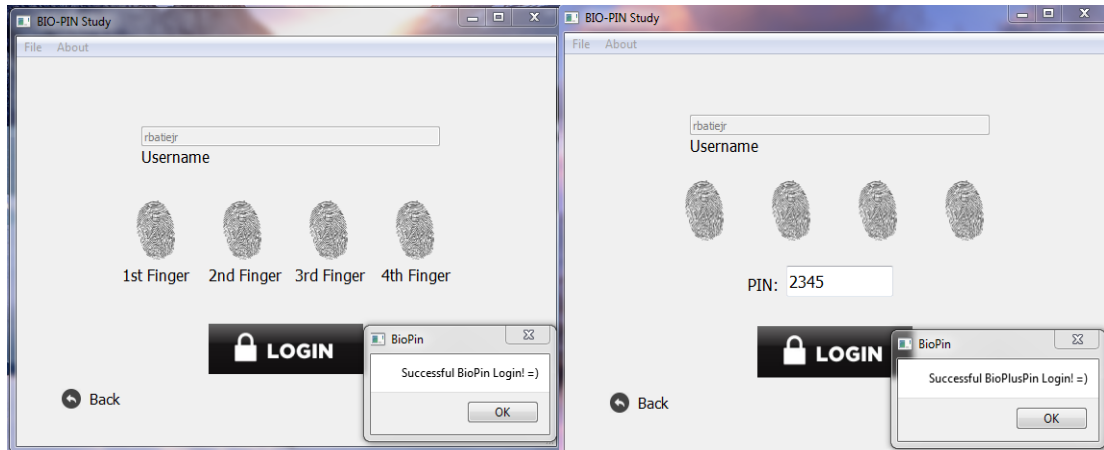 BIO-PIN Study
File About
rbatiejr
Username
1st Finger 2nd Finger 3rd Finger 4th Finger
LOGIN
BioPin
Successful BioPin Login! =)
OK
Back
BIO-PIN Study
File About
rbatiejr
Username
PIN: 2345
LOGIN
BioPin
Successful BioPlusPin Login! =)
OK
Back